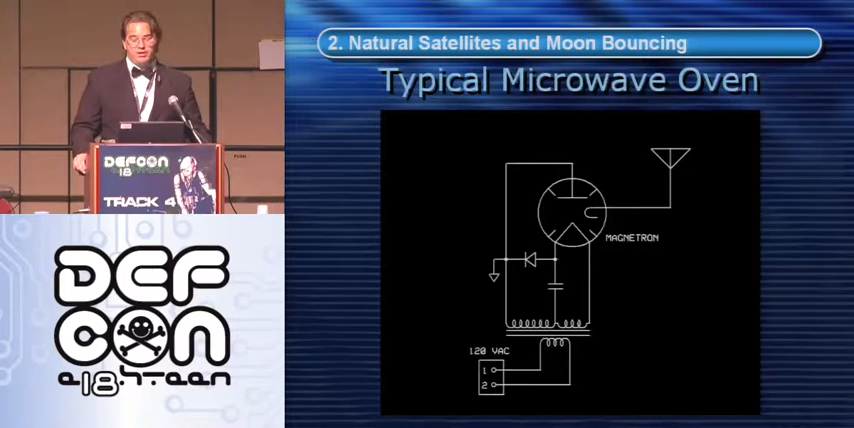 2. Natural Satellites and Moon Bouncing
Typical Microwave Oven
MAGNETRON
120 VAC
1
2
DEFCON
18
TRACK 4
DEF
CON
e18hteen